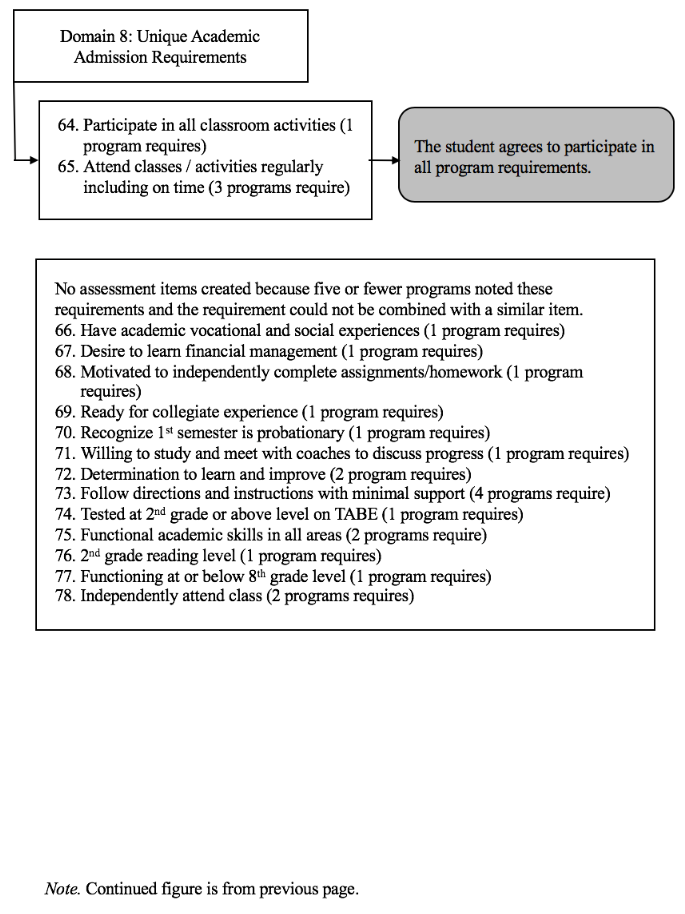 Domain 8: Unique Academic
Admission Requirements
64. Participate in all classroom activities (1
program requires)
65. Attend classes / activities regularly
including on time (3 programs require)
The student agrees to participate in
all program requirements.
No assessment items created because five or fewer programs noted these
requirements and the requirement could not be combined with a similar item.
66. Have academic vocational and social experiences (1 program requires)
67. Desire to learn financial management (1 program requires)
68. Motivated to independently complete assignments/homework (1 program
requires)
69. Ready for collegiate experience (1 program requires)
70. Recognize 1st semester is probationary (1 program requires)
71. Willing to study and meet with coaches to discuss progress (1 program requires)
72. Determination to learn and improve (2 program requires)
73. Follow directions and instructions with minimal support (4 programs require)
74. Tested at 2nd grade or above level on TABE (1 program requires)
75. Functional academic skills in all areas (2 programs require)
76. 2nd grade reading level (1 program requires)
77. Functioning at or below 8th grade level (1 program requires)
78. Independently attend class (2 programs requires)
Note. Continued figure is from previous page.